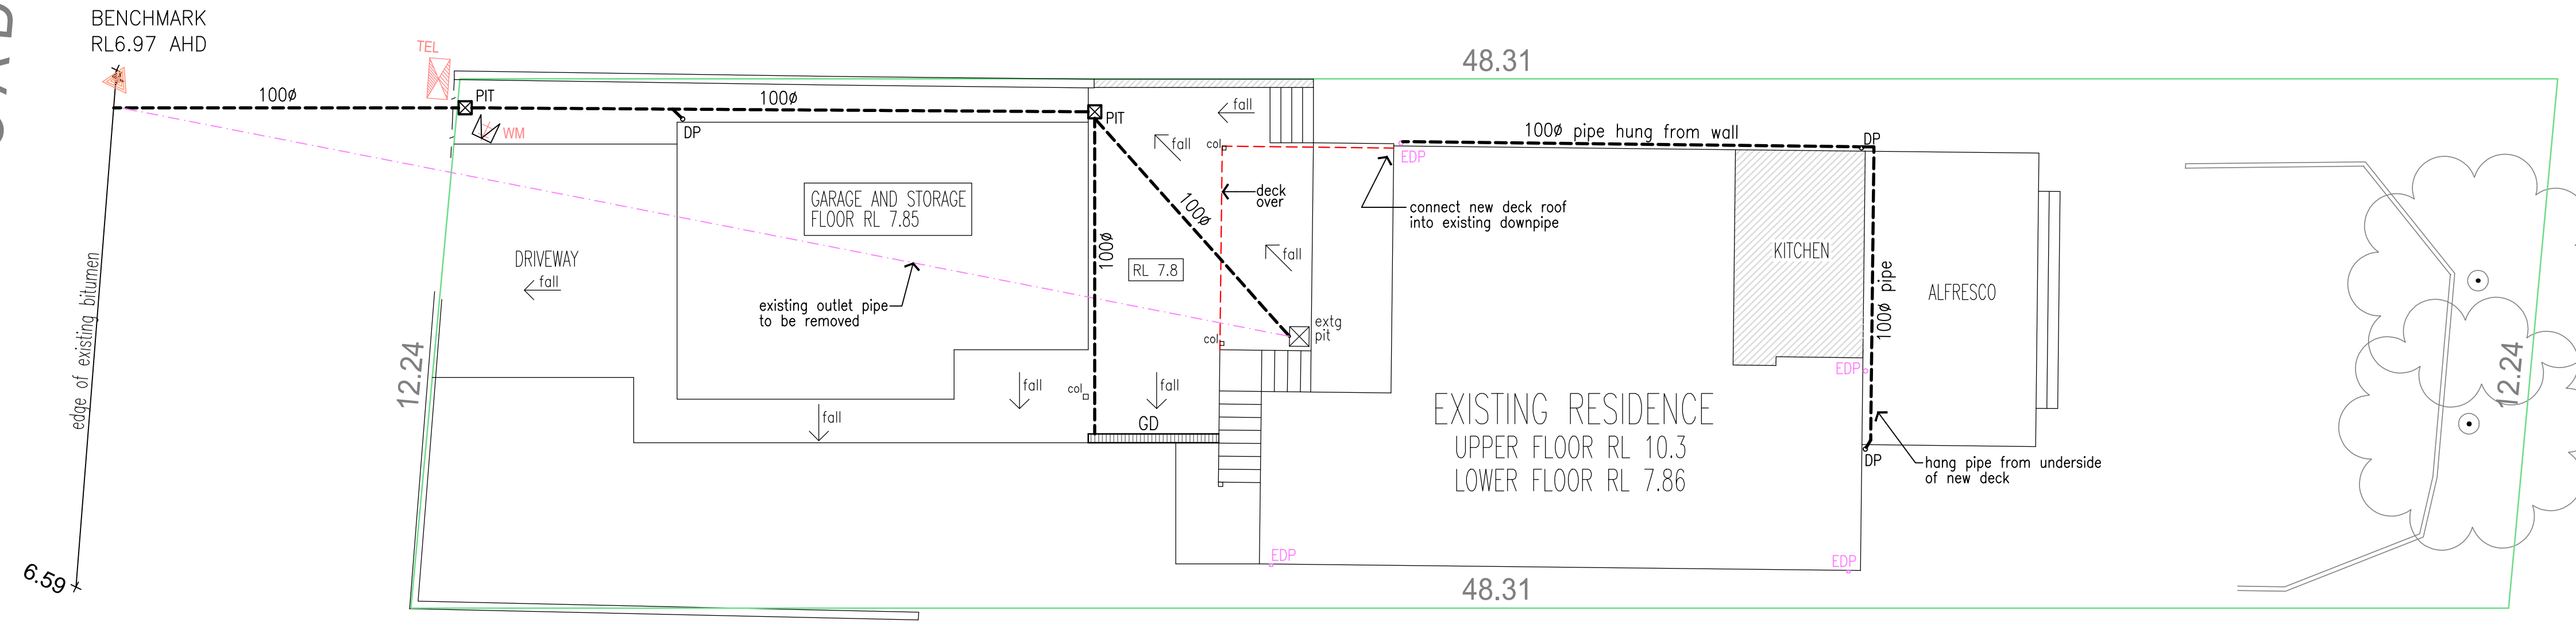 BENCHMARK
RL6.97 AHD
TEL
48.31
100ø
PIT
100ø
WM
DP
PIT
fall
fall
col
EDP
100ø pipe hung from wall
DP
deck
over
connect new deck roof
into existing downpipe
GARAGE AND STORAGE
FLOOR RL 7.85
100ø
100ø
RL 7.8
fall
KITCHEN
100ø pipe
ALFRESCO
DRIVEWAY
fall
existing outlet pipe
to be removed
edge of existing bitumen
extg
pit
col
12.24
12.24
EDP
col
fall
fall
fall
GD
EXISTING RESIDENCE
UPPER FLOOR RL 10.3
LOWER FLOOR RL 7.86
DP
hang pipe from underside
of new deck
EDP
EDP
6.59
48.31